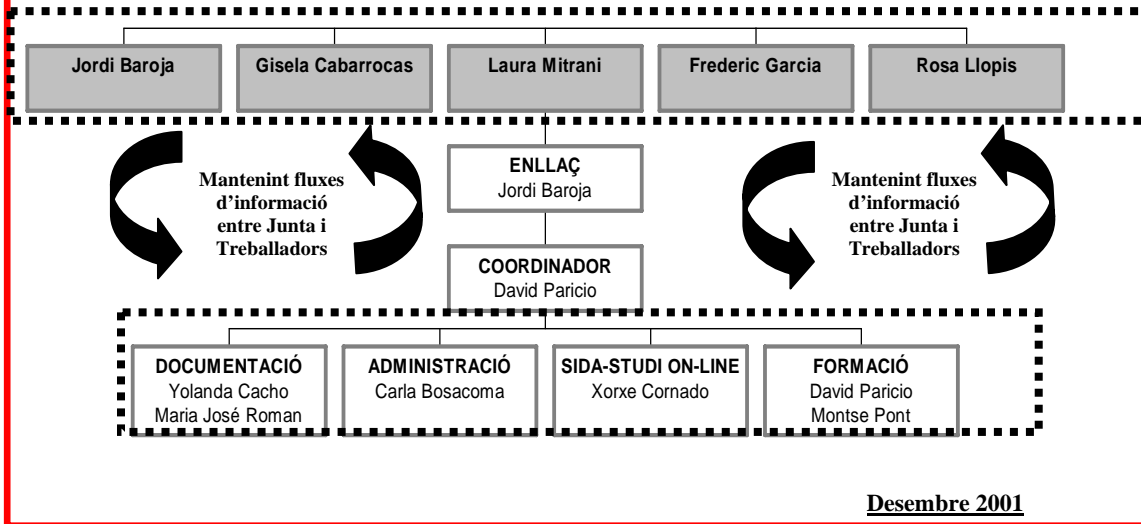 Jordi Baroja
Gisela Cabarrocas
Laura Mitrani
Frederic Garcia
Rosa Llopis
Mantenint fluxes
d'informació
entre Junta i
Treballadors
ENLLAÇ
Jordi Baroja
Mantenint fluxes
d'informació
entre Junta i
Treballadors
COORDINADOR
David Paricio
DOCUMENTACIÓ
Yolanda Cacho
Maria José Roman
ADMINISTRACIÓ
Carla Bosacoma
SIDA-STUDI ON-LINE
Xorxe Cornado
FORMACIÓ
David Paricio
Montse Pont
Desembre 2001